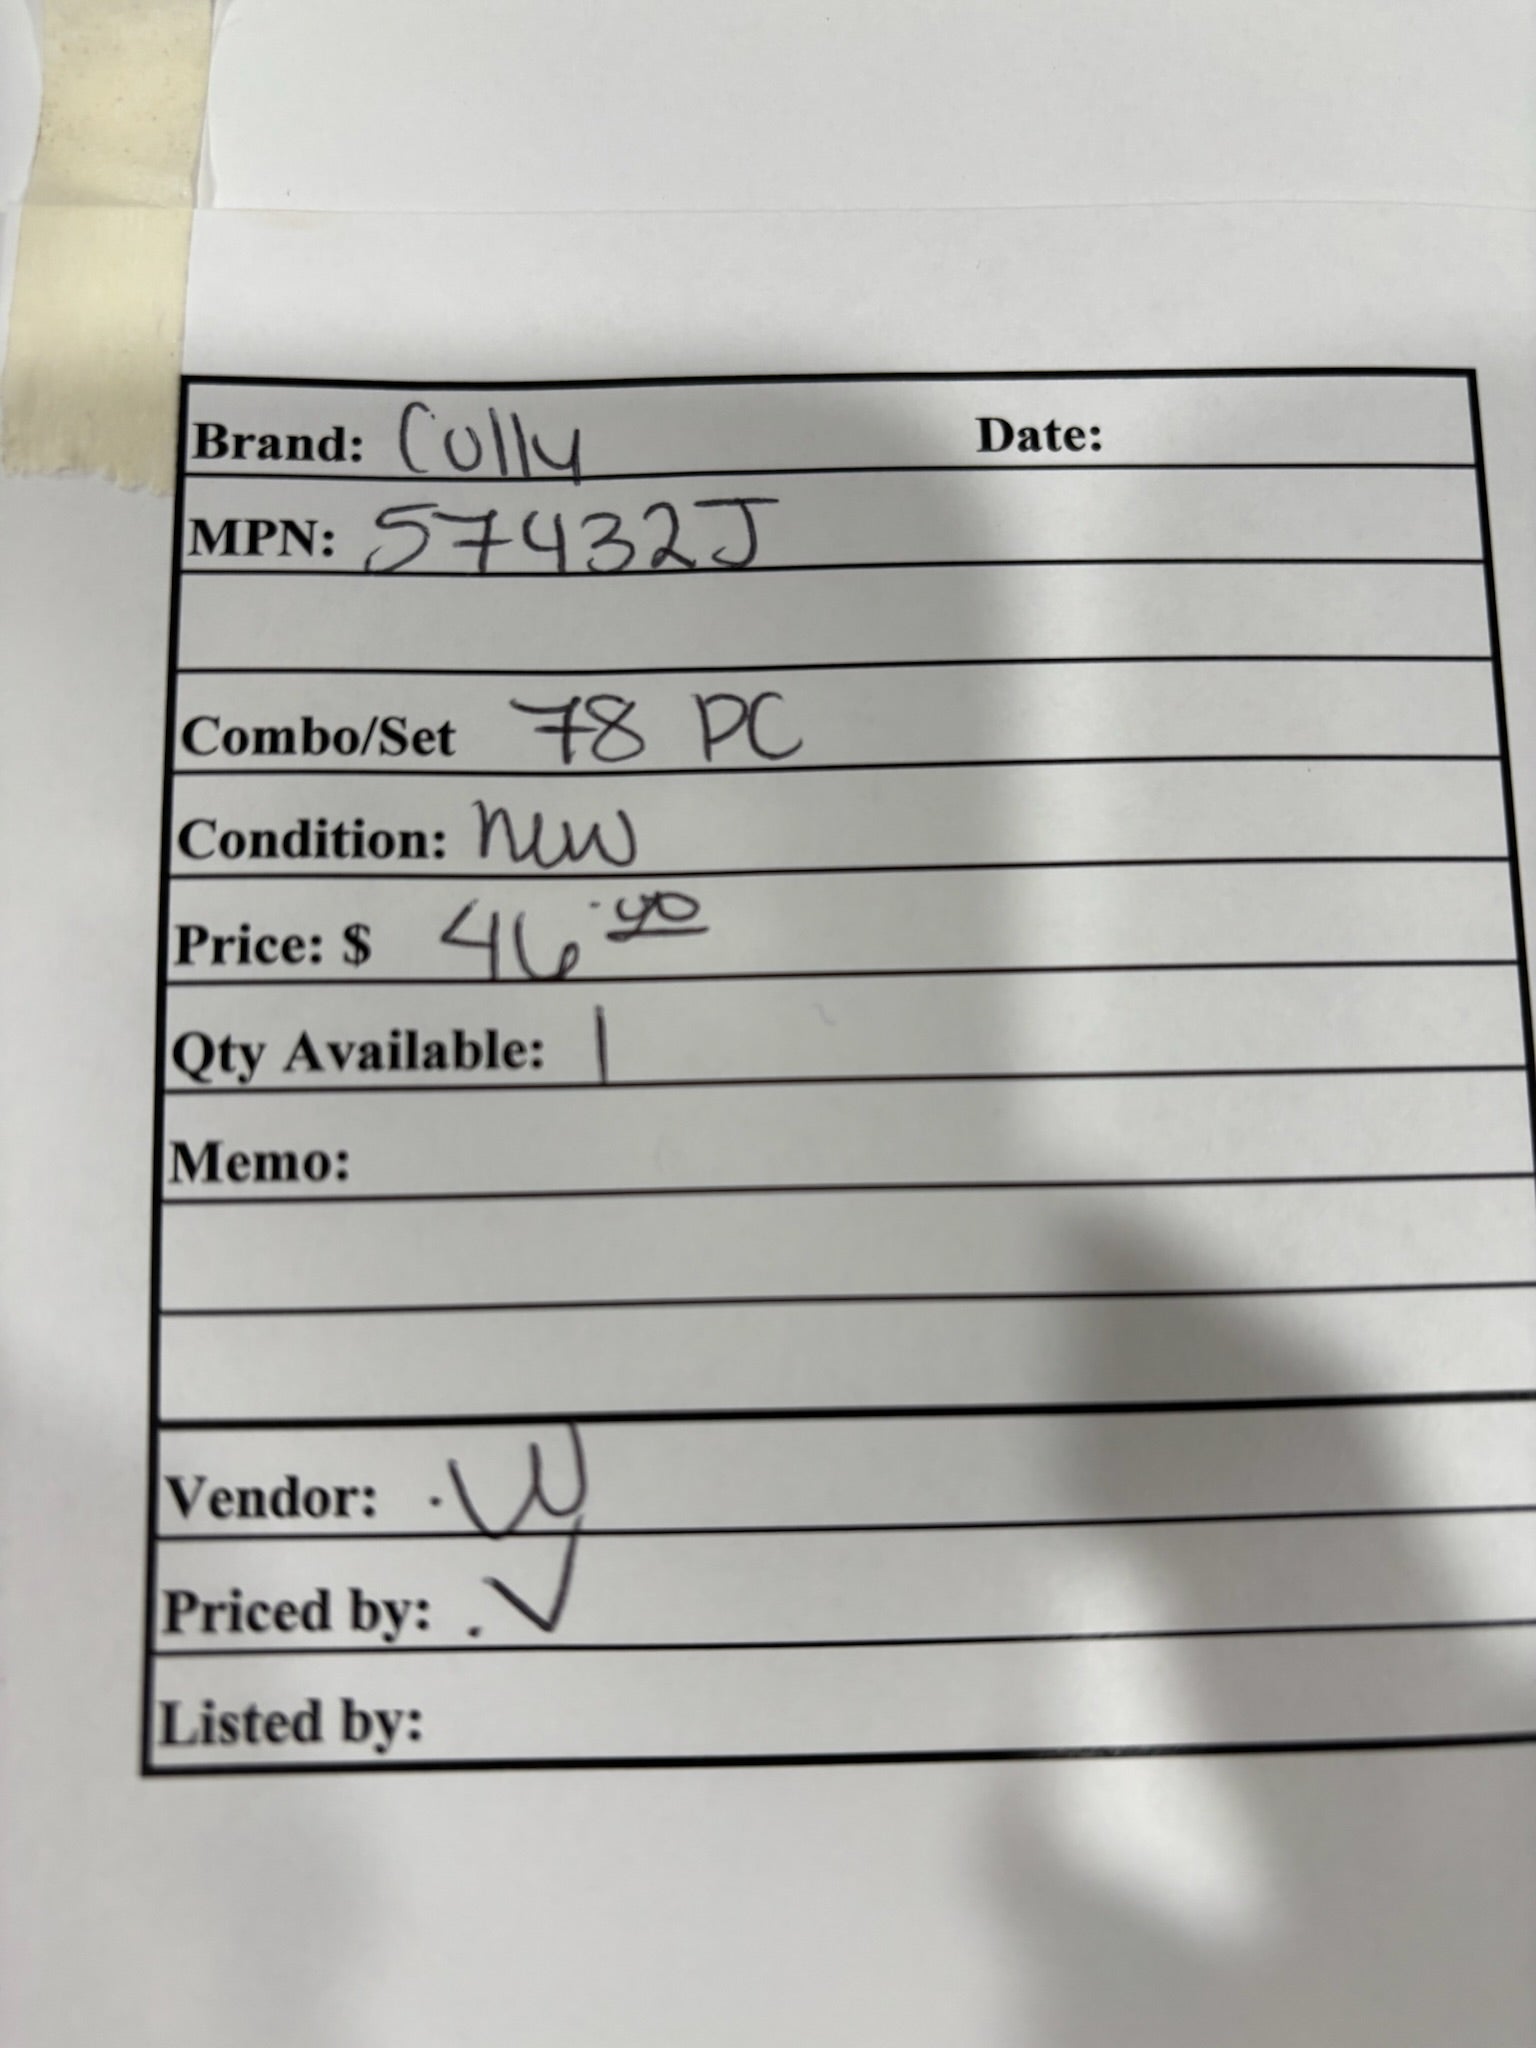 Brand: Cully Date:
MPN: 57432J
Combo/Set 78 PC
Condition: new
Price: $ 46.40
Qty Available: 1
Memo:
Vendor: .W
Priced by: .V
Listed by: